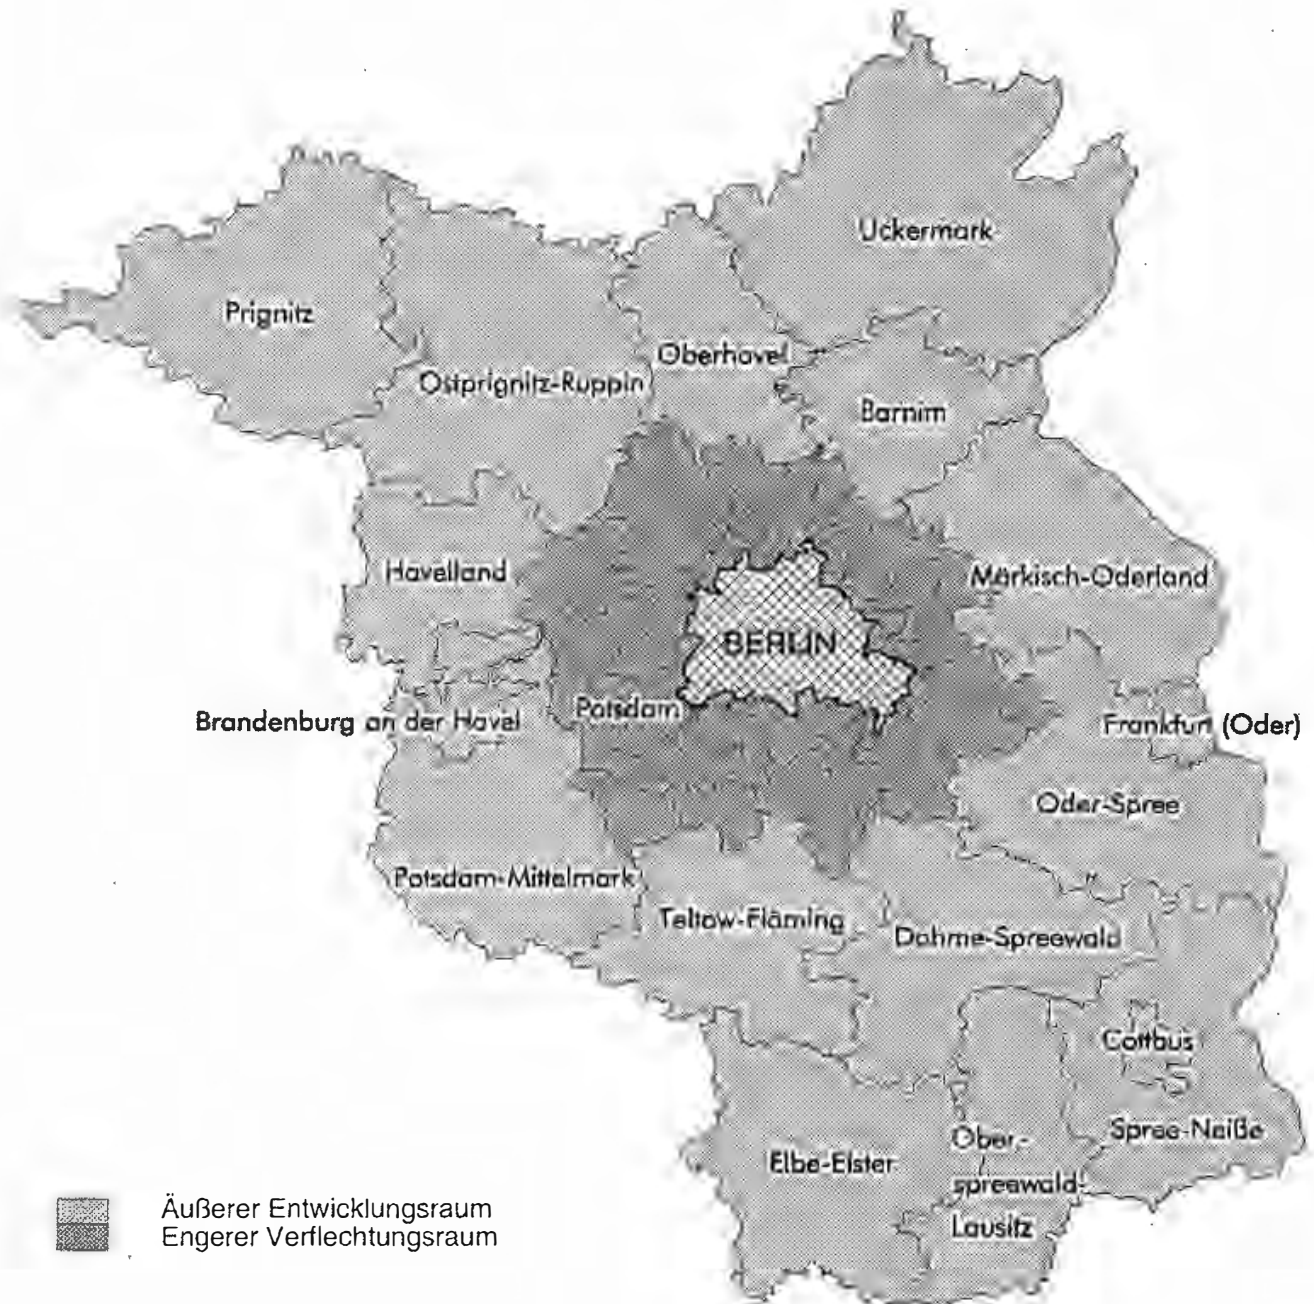 Uckermark
Prignitz
Oberhavel
Ostprignitz-Ruppin
Barnim
Havelland
Märkisch-Oderland
BERLIN
Potsdam
Brandenburg an der Havel
Frankfurt (Oder)
Oder-Spree
Potsdam-Mittelmark
Teltow-Fläming
Dahme-Spreewald
Cottbus
Spree-Neiße
Ober-
spreewald-
Lausitz
Elbe-Elster
Äußerer Entwicklungsraum
Engerer Verflechtungsraum